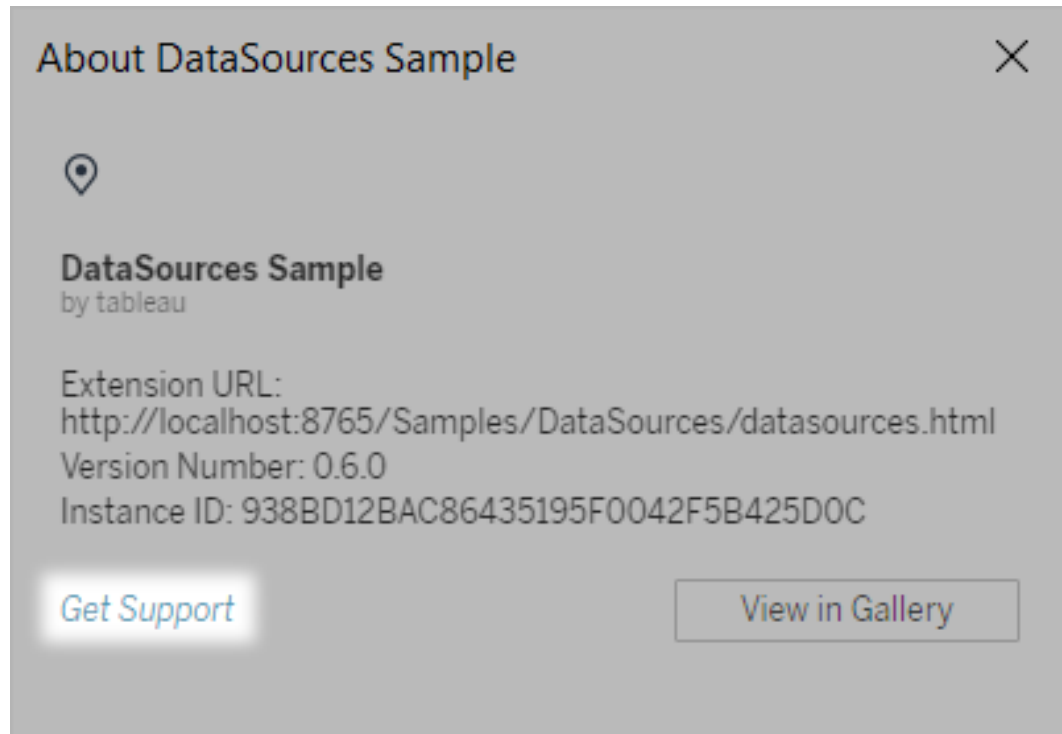 About DataSources Sample
DataSources Sample
by tableau
Extension URL:
http://localhost:8765/Samples/DataSources/datasources.html
Version Number: 0.6.0
Instance ID: 938BD12BAC86435195F0042F5B425D0C
Get Support
View in Gallery